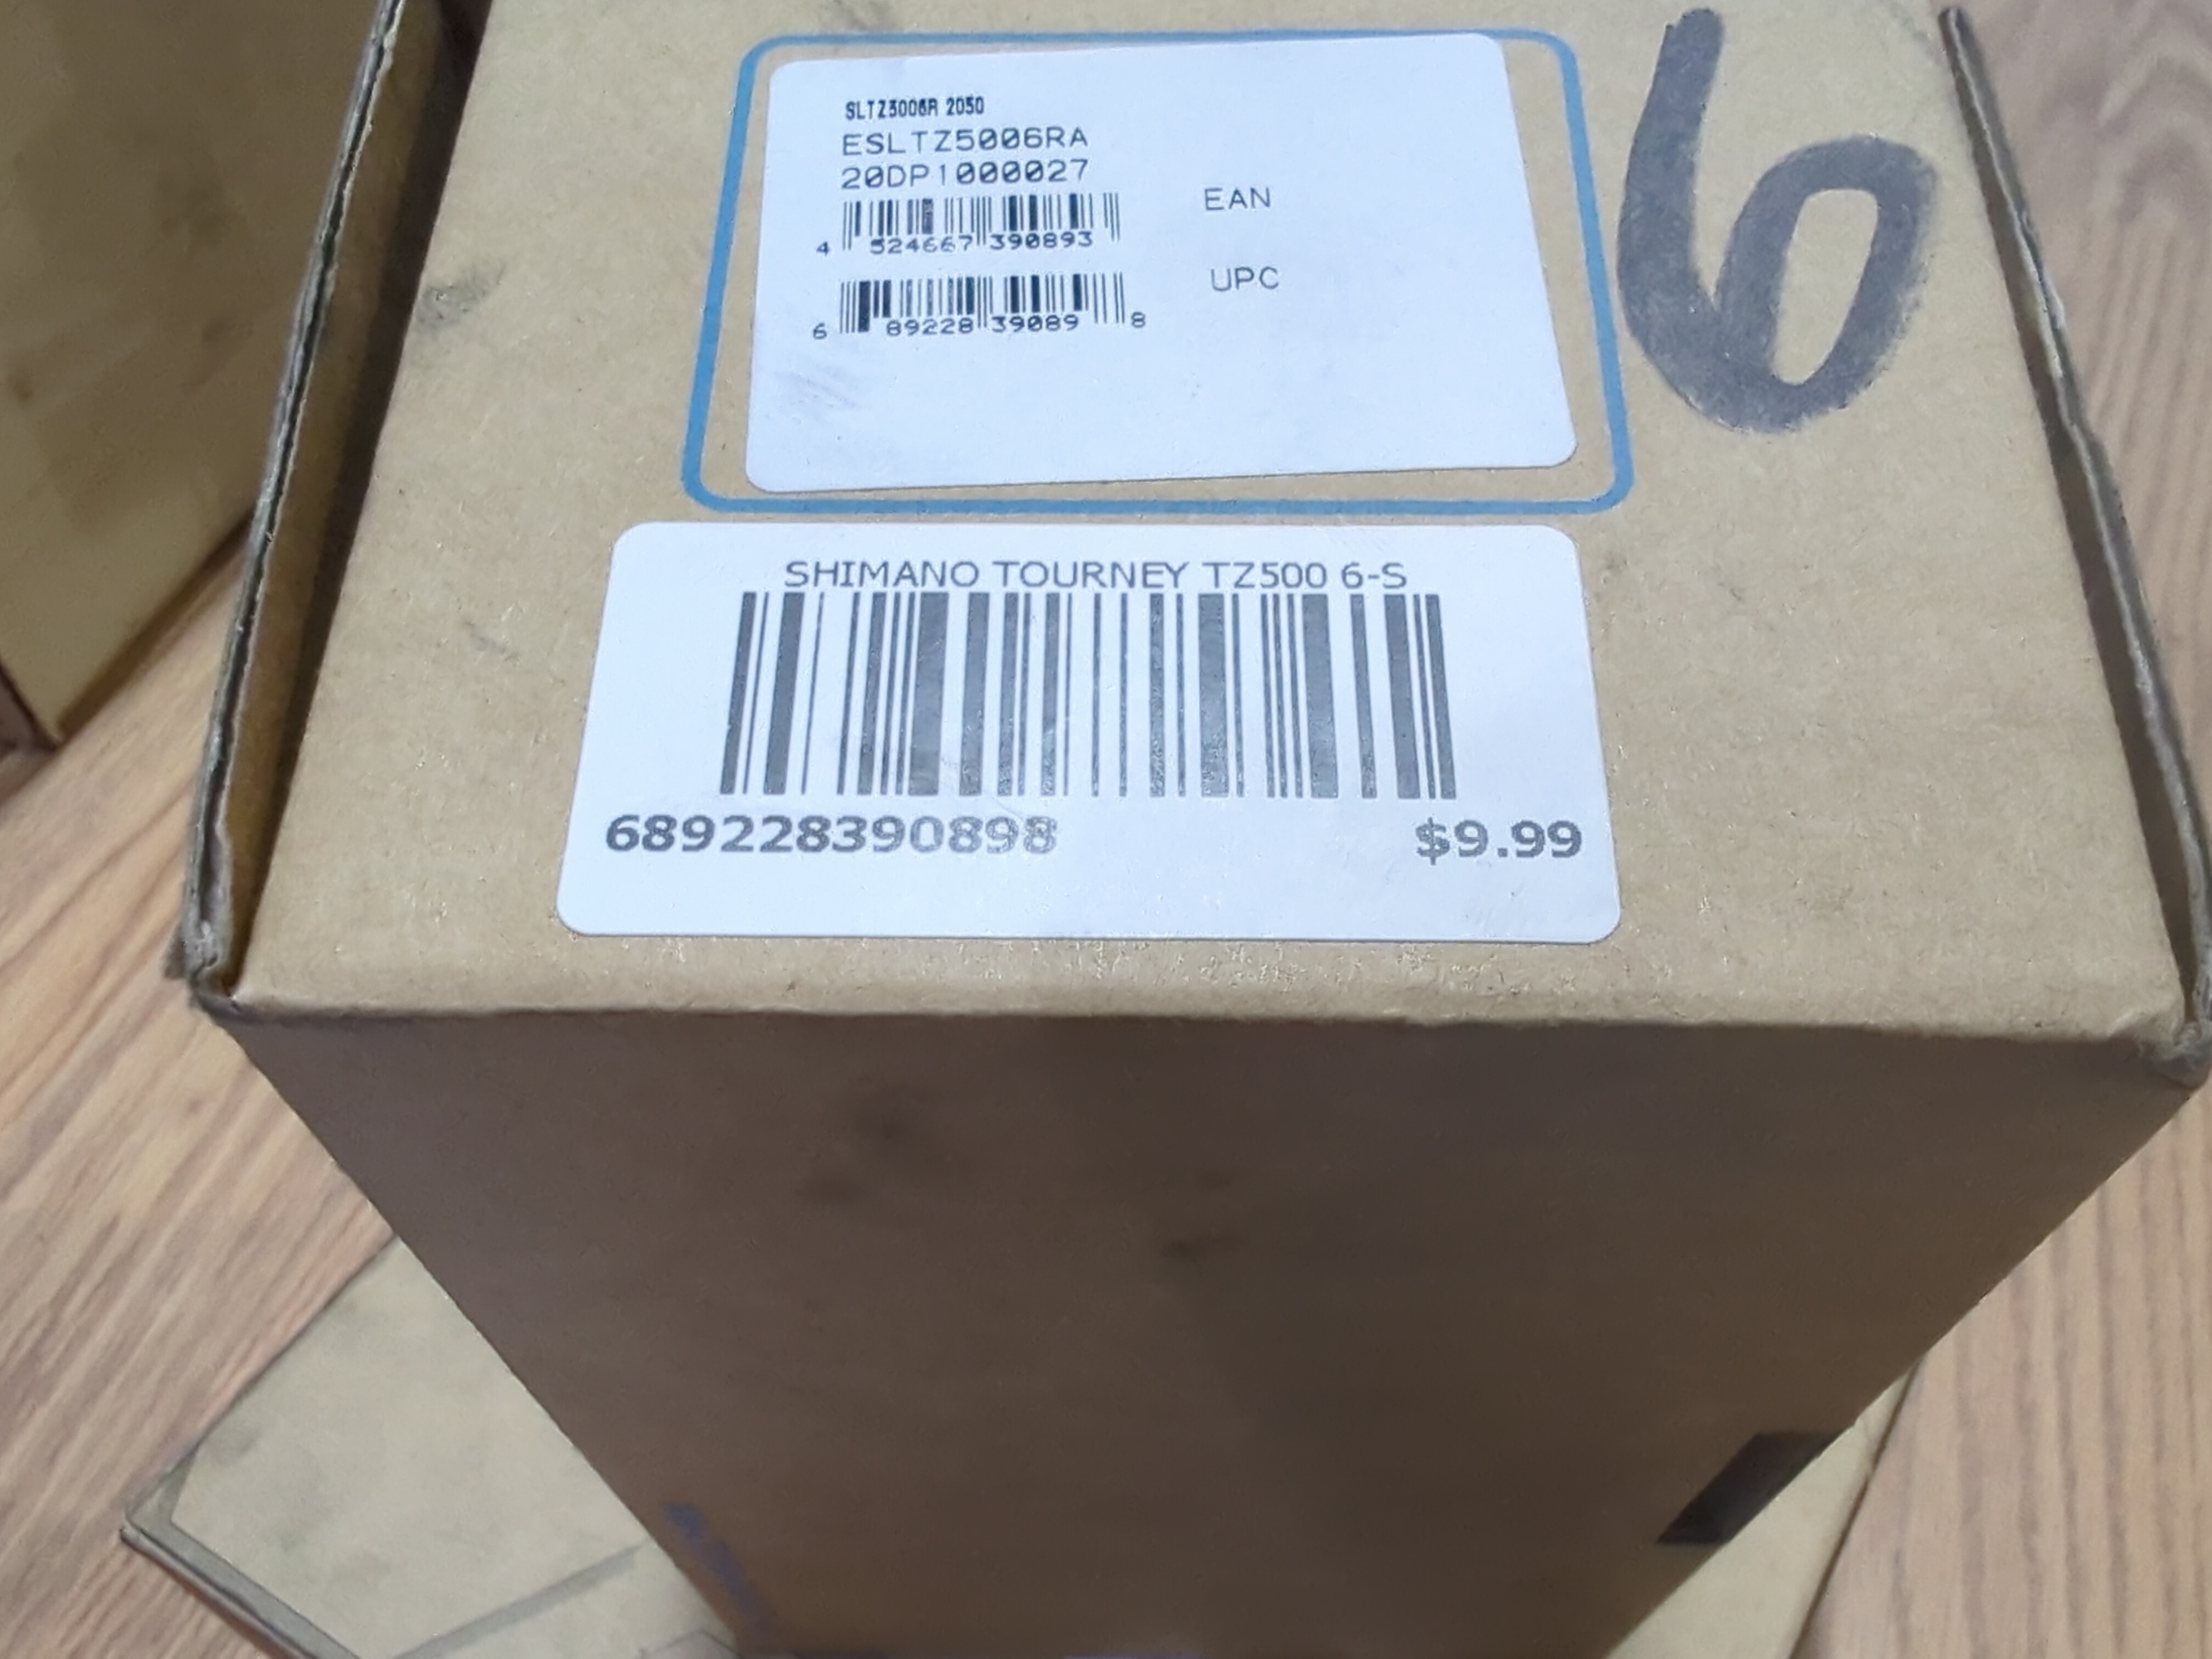 SLTZ5006R 2050
ESLTZ5006RA
20DP1000027
4 524667 390893
EAN
6 89228 39089 8
UPC
6
SHIMANO TOURNEY TZ500 6-S
689228390898
$9.99